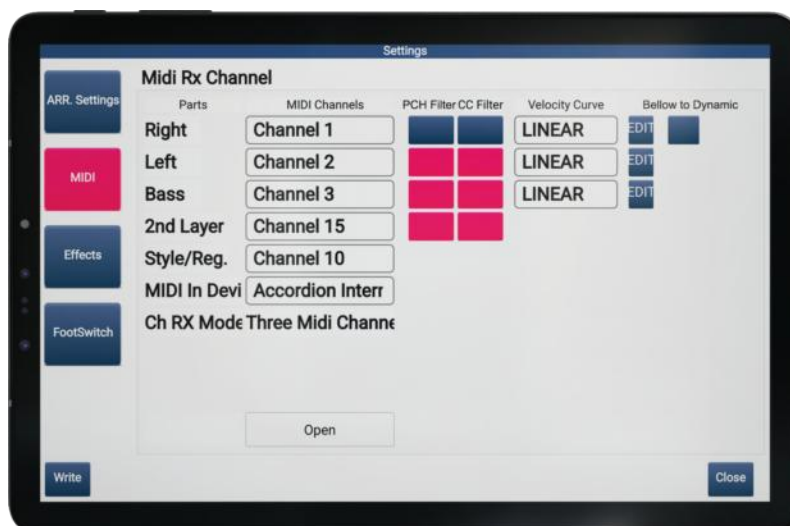 Settings
Midi Rx Channel
ARR. Settings
Parts MIDI Channels PCH Filter CC Filter Velocity Curve Bellow to Dynamic
Right Channel 1 LINEAR EDIT
MIDI
Left Channel 2 LINEAR EDIT
Bass Channel 3 LINEAR EDIT
2nd Layer Channel 15
Effects
Style/Reg. Channel 10
MIDI In Devi Accordion Interr
FootSwitch
Ch RX Mode Three Midi Channe
Open
Write Close